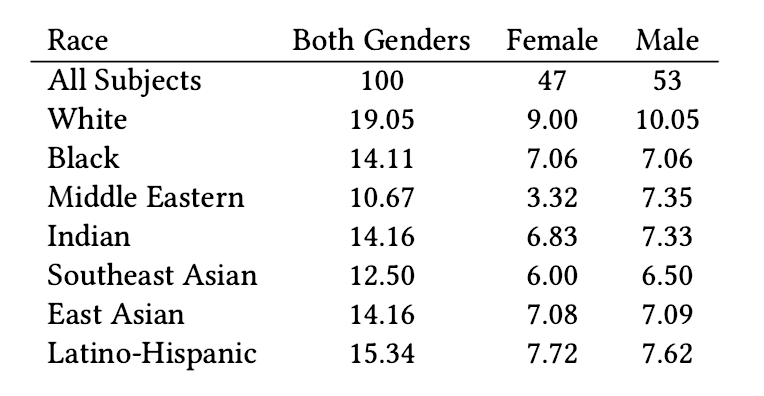 Race Both Genders Female Male
All Subjects 100 47 53
White 19.05 9.00 10.05
Black 14.11 7.06 7.06
Middle Eastern 10.67 3.32 7.35
Indian 14.16 6.83 7.33
Southeast Asian 12.50 6.00 6.50
East Asian 14.16 7.08 7.09
Latino-Hispanic 15.34 7.72 7.62